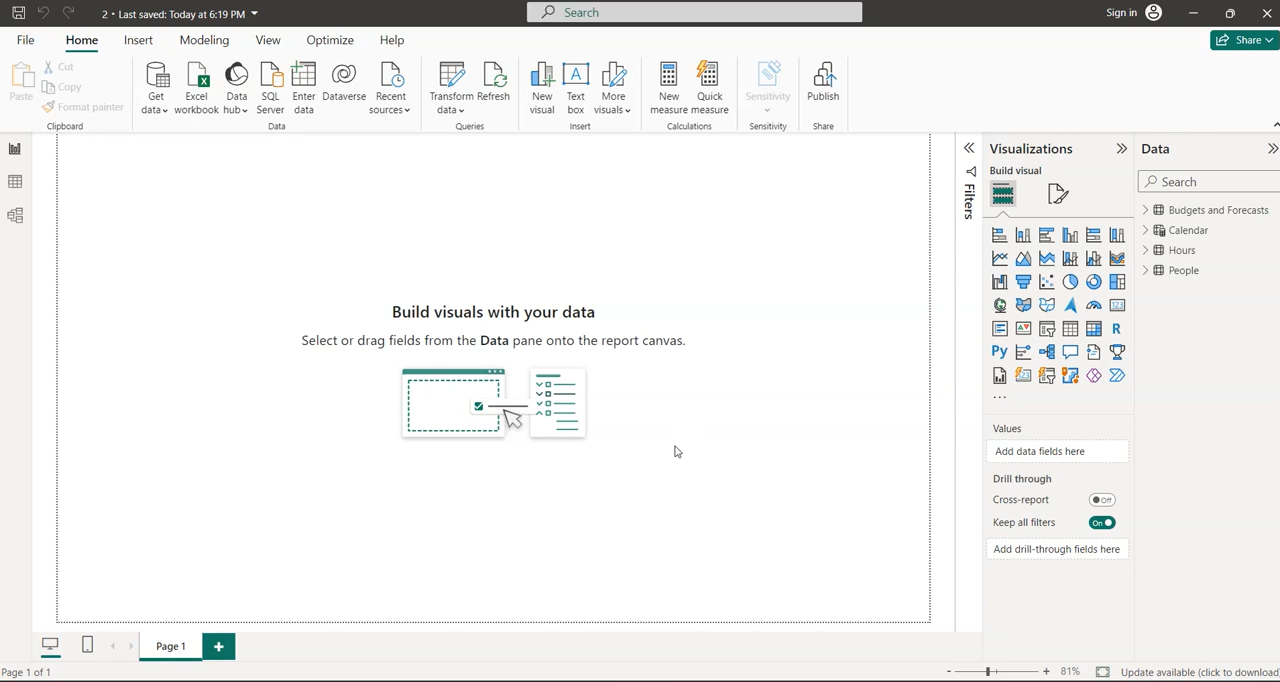 2 • Last saved: Today at 6:19 PM
Search
Sign in
File Home Insert Modeling View Optimize Help
Share
Paste
Cut
Copy
Format painter
Clipboard
Get data
Excel workbook
Data hub
SQL Server
Enter data
Dataverse
Recent sources
Data
Transform data
Refresh
Queries
New visual
Text box
More visuals
Insert
New measure
Quick measure
Calculations
Sensitivity
Sensitivity
Publish
Share
Build visuals with your data
Select or drag fields from the Data pane onto the report canvas.
Filters
Visualizations
Build visual
R
Py
123
123
...
Values
Add data fields here
Drill through
Cross-report
Off
Keep all filters
On
Add drill-through fields here
Data
Search
Budgets and Forecasts
Calendar
Hours
People
Page 1
Page 1 of 1
- + 81%
Update available (click to download)